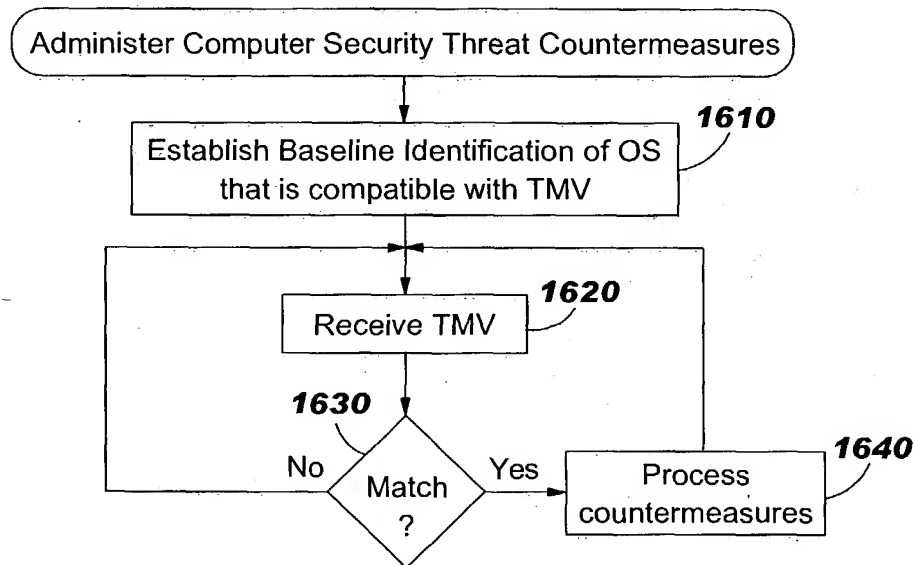 Administer Computer Security Threat Countermeasures
1610
Establish Baseline Identification of OS
that is compatible with TMV
1620
Receive TMV
1630
No
Match
?
Yes
1640
Process
countermeasures